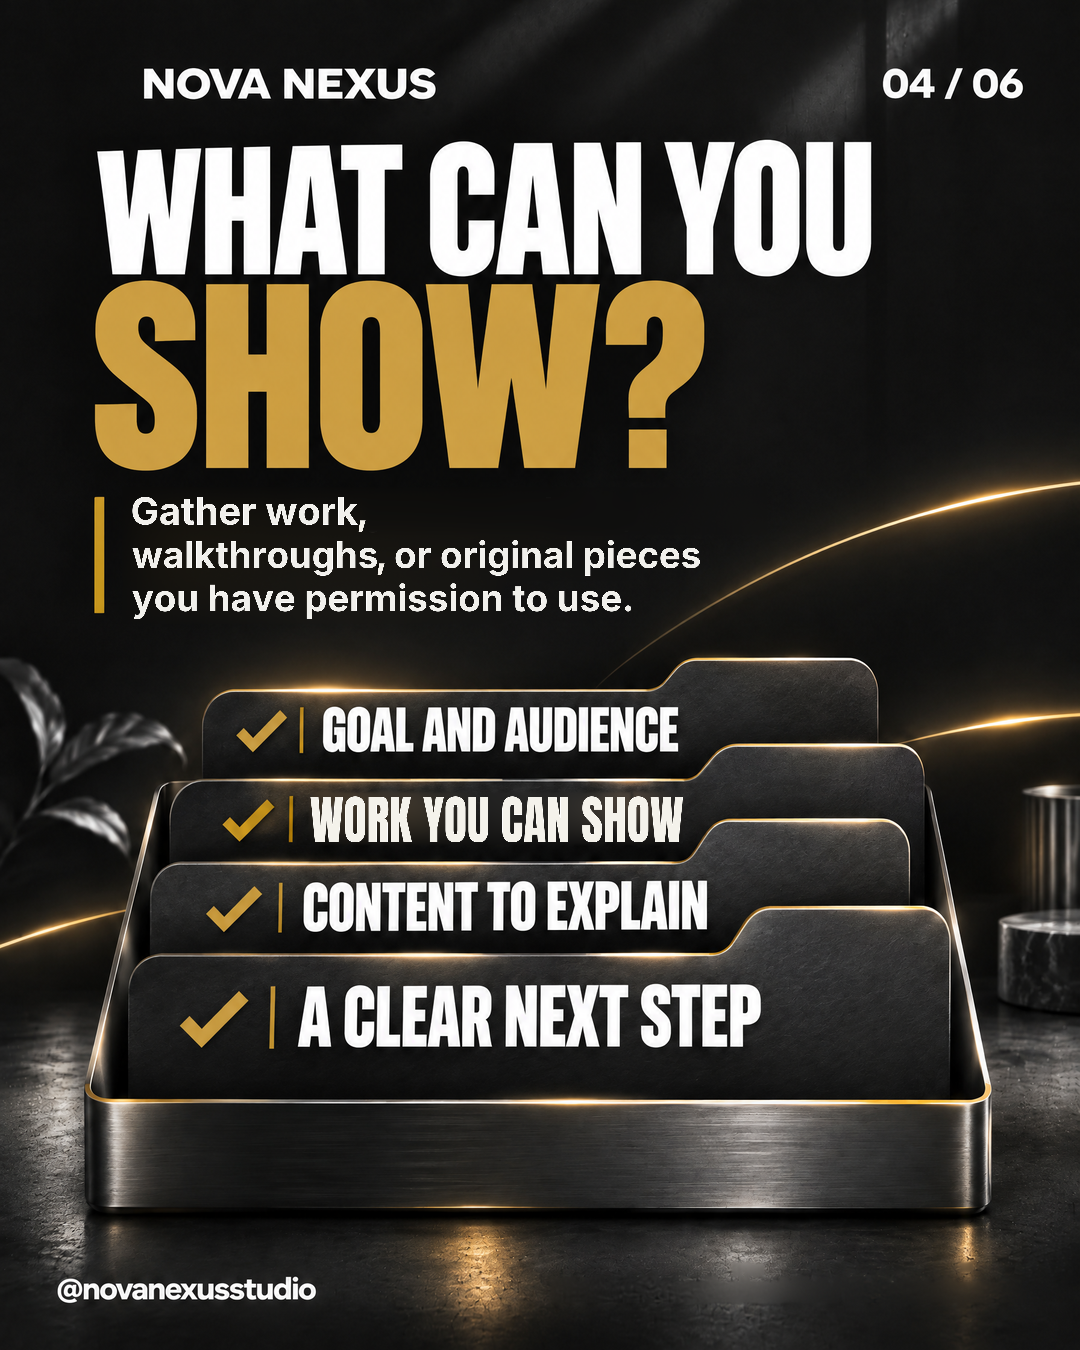 NOVA NEXUS
04 / 06
WHAT CAN YOU
SHOW?
Gather work,
walkthroughs, or original pieces
you have permission to use.
GOAL AND AUDIENCE
WORK YOU CAN SHOW
CONTENT TO EXPLAIN
A CLEAR NEXT STEP
@novanexusstudio